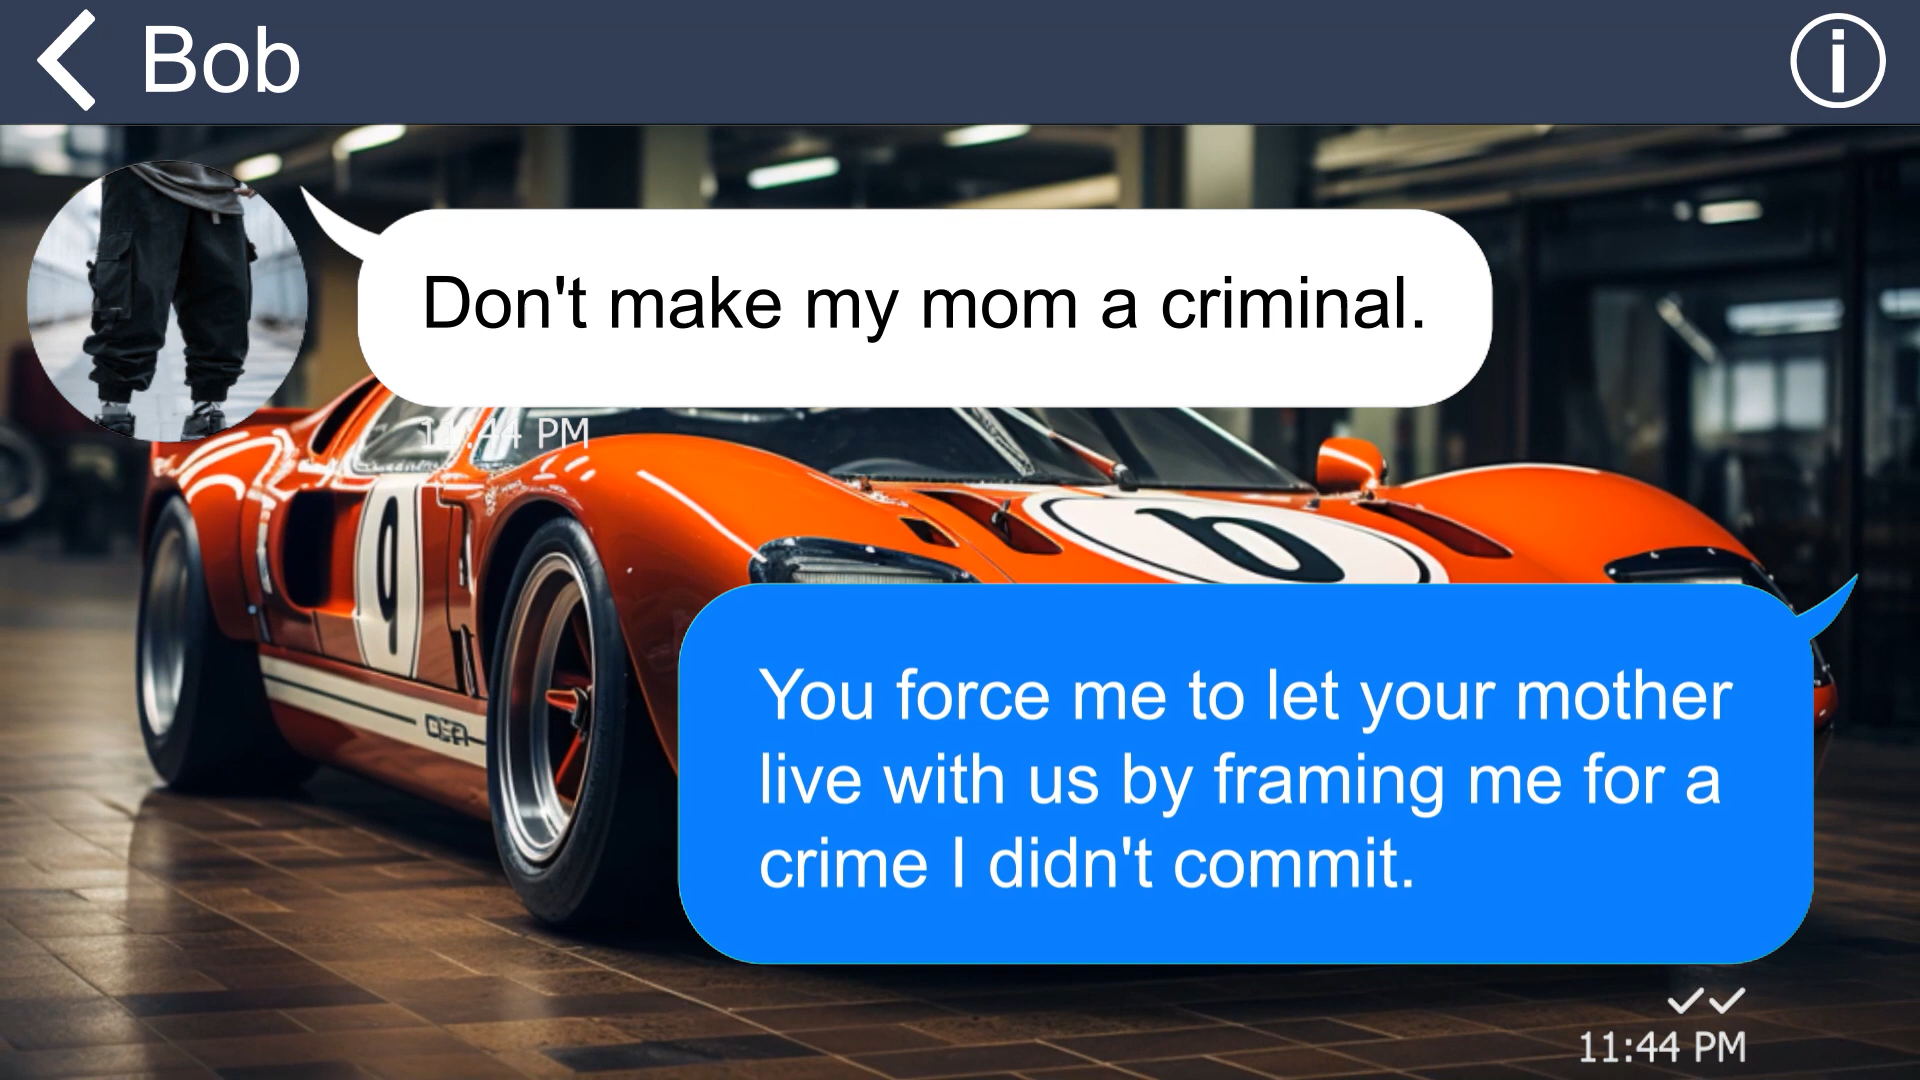 Bob
Don't make my mom a criminal.
11:44 PM
9
You force me to let your mother
live with us by framing me for a
crime I didn't commit.
11:44 PM